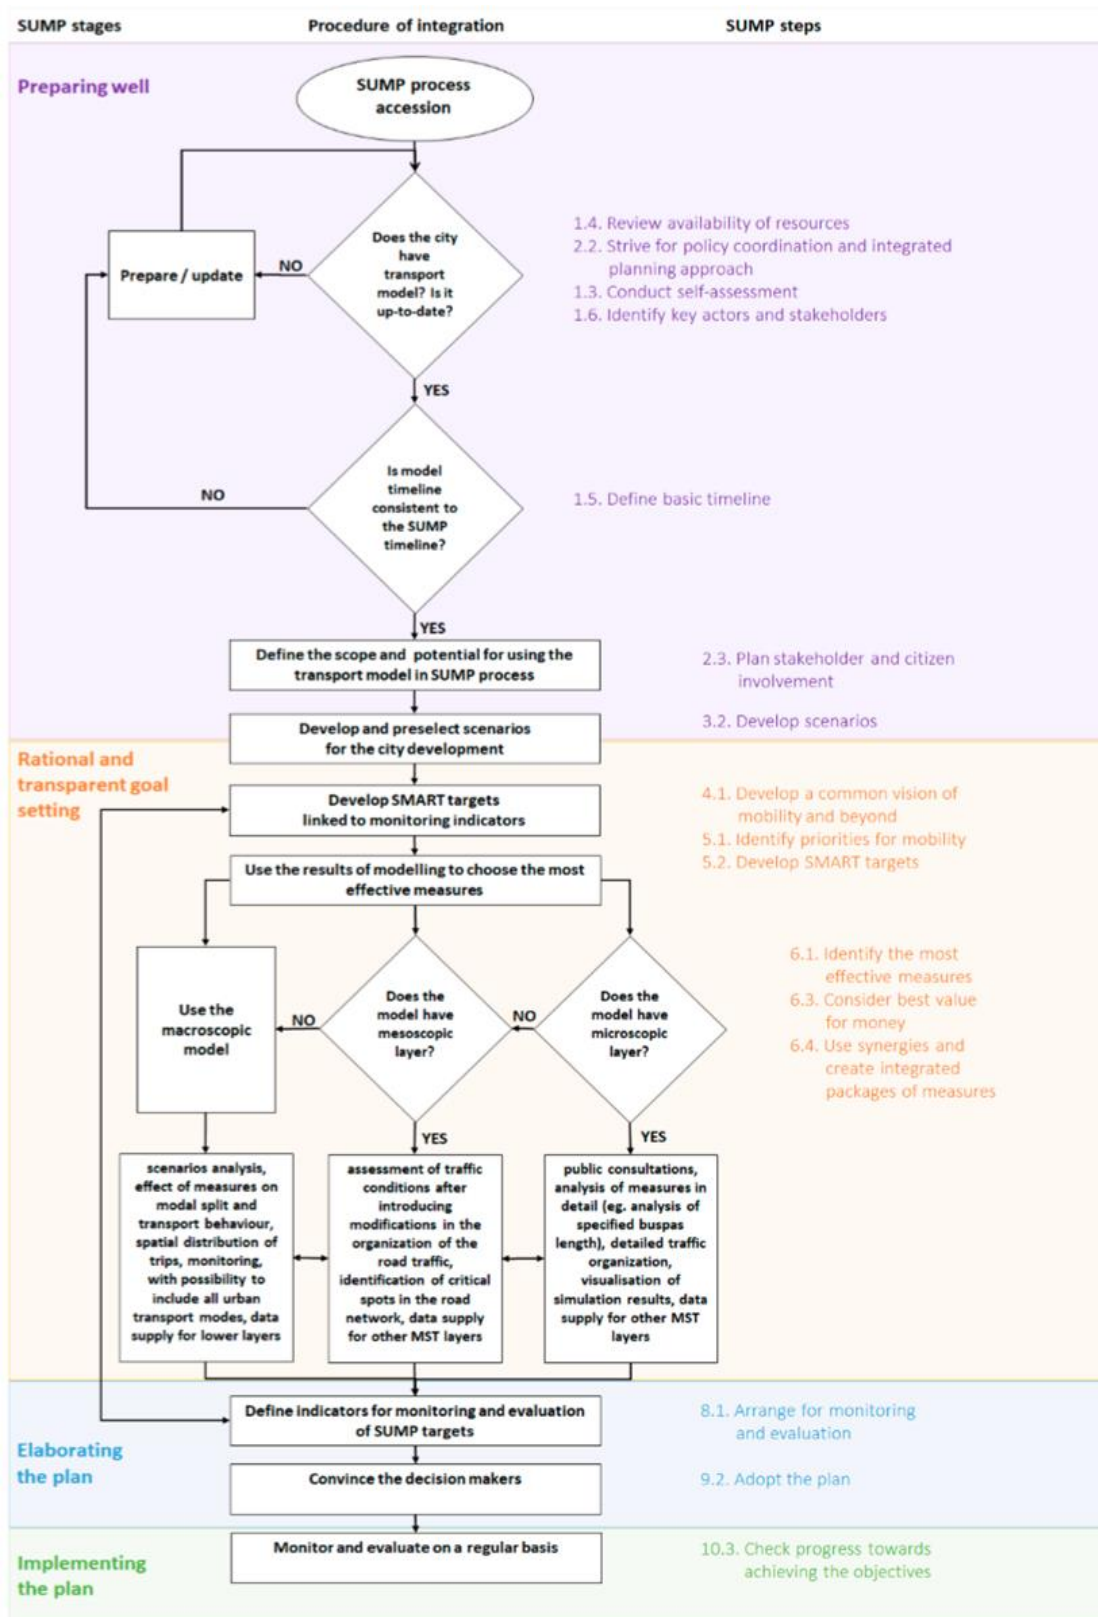 SUMP stages
Procedure of integration
SUMP steps
Preparing well
SUMP process
accession
Does the city
have
transport
model? Is it
up-to-date?
NO
Prepare / update
1.4. Review availability of resources
2.2. Strive for policy coordination and integrated
planning approach
1.3. Conduct self-assessment
1.6. Identify key actors and stakeholders
YES
Is model
timeline
consistent to
the SUMP
timeline?
NO
1.5. Define basic timeline
YES
Define the scope and potential for using the
transport model in SUMP process
2.3. Plan stakeholder and citizen
involvement
Develop and preselect scenarios
for the city development
3.2. Develop scenarios
Rational and
transparent goal
setting
Develop SMART targets
linked to monitoring indicators
4.1. Develop a common vision of
mobility and beyond
5.1. Identify priorities for mobility
5.2. Develop SMART targets
Use the results of modelling to choose the most
effective measures
Use the
macroscopic
model
NO
Does the
model have
mesoscopic
layer?
NO
Does the
model have
microscopic
layer?
6.1. Identify the most
effective measures
6.3. Consider best value
for money
6.4. Use synergies and
create integrated
packages of measures
YES
YES
scenarios analysis,
effect of measures on
modal split and
transport behaviour,
spatial distribution of
trips, monitoring,
with possibility to
include all urban
transport modes, data
supply for lower layers
assessment of traffic
conditions after
introducing
modifications in the
organization of the
road traffic,
identification of critical
spots in the road
network, data supply
for other MST layers
public consultations,
analysis of measures in
detail (eg. analysis of
specified buspas
length), detailed traffic
organization,
visualisation of
simulation results, data
supply for other MST
layers
Elaborating
the plan
Define indicators for monitoring and evaluation
of SUMP targets
8.1. Arrange for monitoring
and evaluation
Convince the decision makers
9.2. Adopt the plan
Implementing
the plan
Monitor and evaluate on a regular basis
10.3. Check progress towards
achieving the objectives